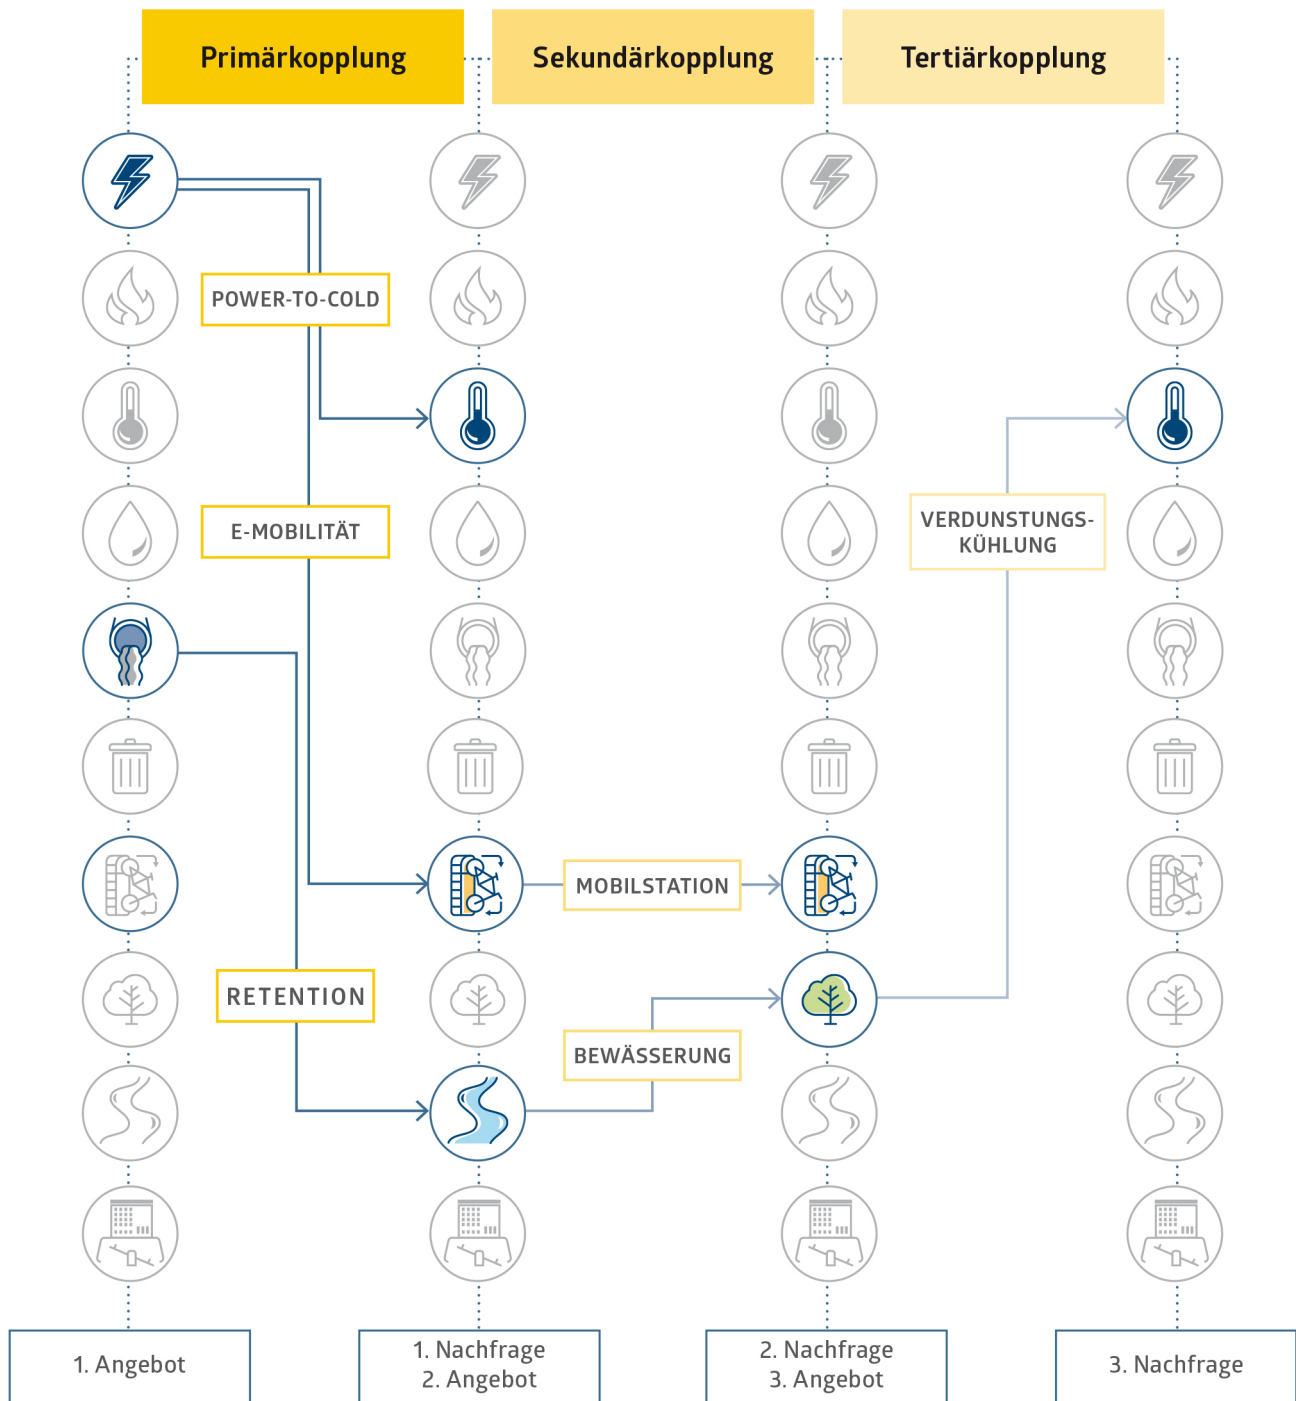 Primärkopplung
Sekundärkopplung
Tertiärkopplung
POWER-TO-COLD
E-MOBILITÄT
VERDUNSTUNGS-
KÜHLUNG
MOBILSTATION
RETENTION
BEWÄSSERUNG
1. Angebot
1. Nachfrage
2. Angebot
2. Nachfrage
3. Angebot
3. Nachfrage